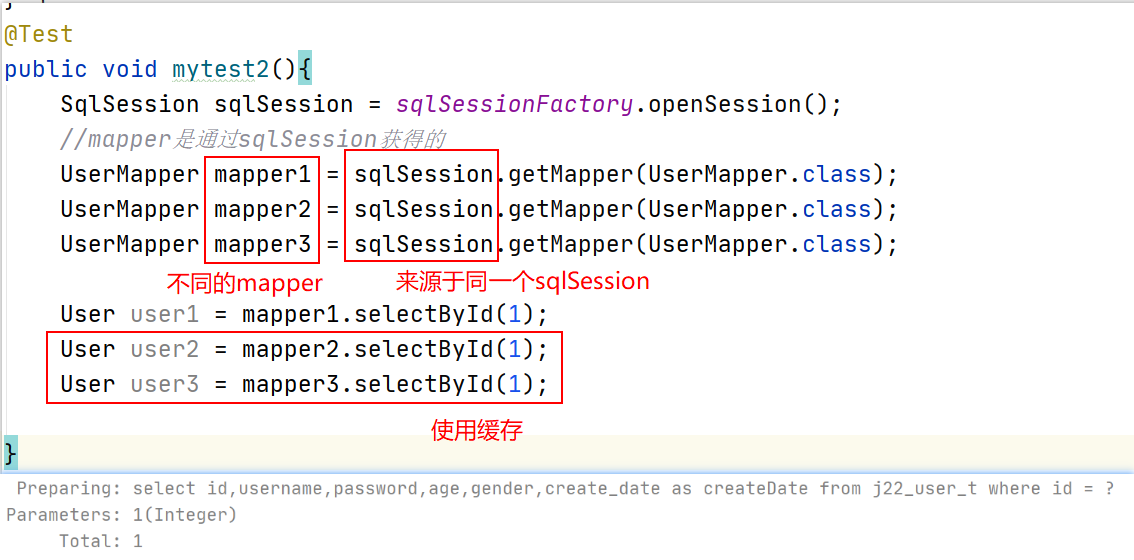 @Test
public void mytest2(){
SqlSession sqlSession = sqlSessionFactory.openSession();
//mapper是通过sqlSession获得的
UserMapper mapper1 = sqlSession.getMapper(UserMapper.class);
UserMapper mapper2 = sqlSession.getMapper(UserMapper.class);
UserMapper mapper3 = sqlSession.getMapper(UserMapper.class);
不同的mapper 来源于同一个sqlSession
User user1 = mapper1.selectById(1);
User user2 = mapper2.selectById(1);
User user3 = mapper3.selectById(1);
使用缓存
}
Preparing: select id,username,password,age,gender,create_date as createDate from j22_user_t where id = ?
Parameters: 1(Integer)
Total: 1